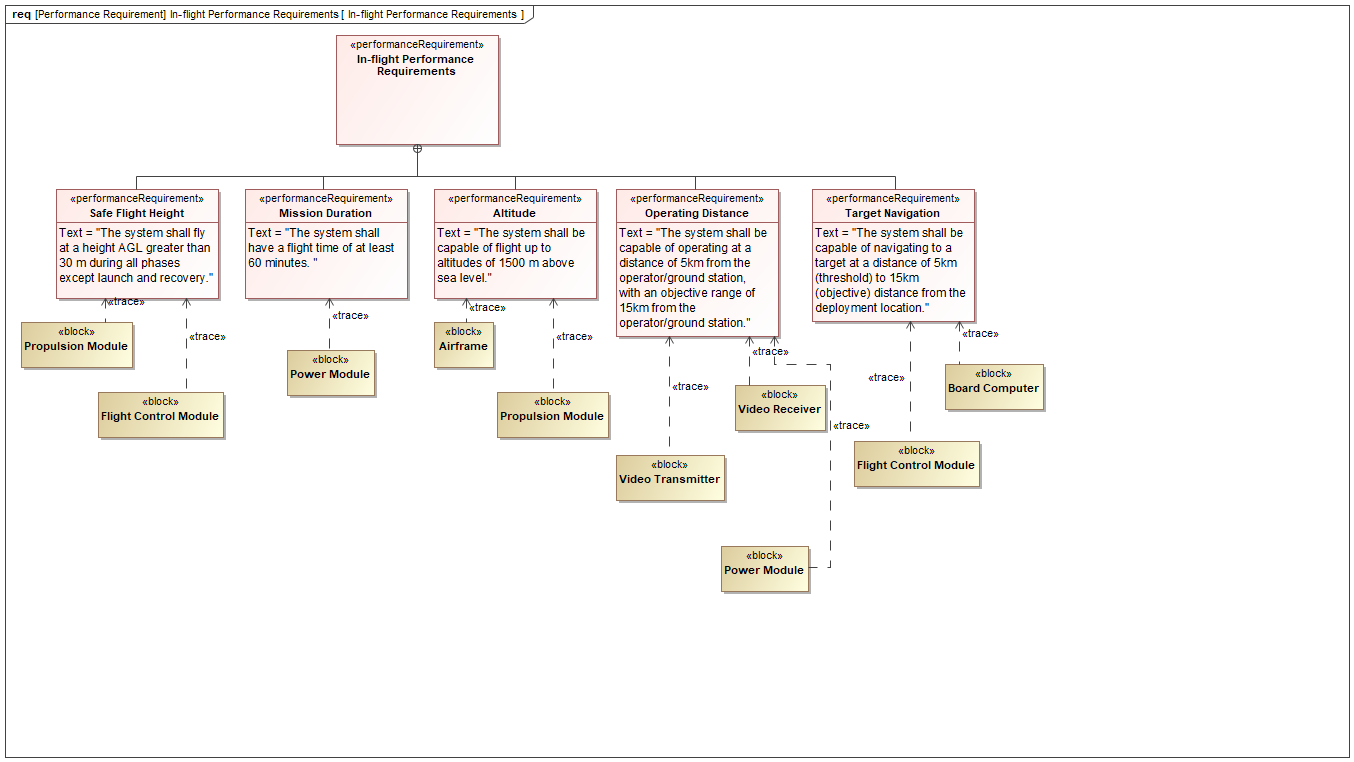 req [Performance Requirement] In-flight Performance Requirements [ In-flight Performance Requirements ]
«performanceRequirement»
In-flight Performance
Requirements
«performanceRequirement»
Safe Flight Height
Text = "The system shall fly
at a height AGL greater than
30 m during all phases
except launch and recovery."
«performanceRequirement»
Mission Duration
Text = "The system shall
have a flight time of at least
60 minutes. "
«performanceRequirement»
Altitude
Text = "The system shall be
capable of flight up to
altitudes of 1500 m above
sea level."
«performanceRequirement»
Operating Distance
Text = "The system shall be
capable of operating at a
distance of 5km from the
operator/ground station,
with an objective range of
15km from the
operator/ground station."
«performanceRequirement»
Target Navigation
Text = "The system shall be
capable of navigating to a
target at a distance of 5km
(threshold) to 15km
(objective) distance from the
deployment location."
«trace»
«trace»
«trace»
«trace»
«trace»
«trace»
«trace»
«trace»
«trace»
«trace»
«block»
Propulsion Module
«block»
Flight Control Module
«block»
Power Module
«block»
Airframe
«block»
Propulsion Module
«block»
Video Transmitter
«block»
Video Receiver
«block»
Power Module
«block»
Flight Control Module
«block»
Board Computer